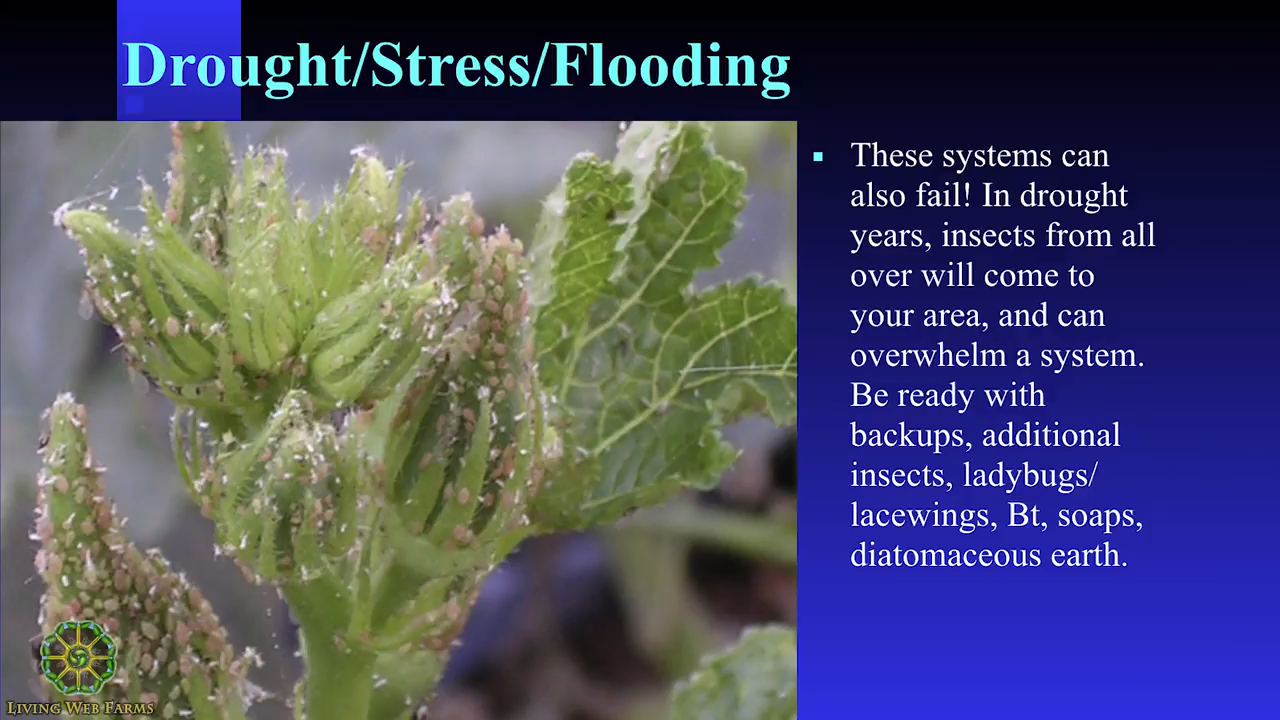 Drought/Stress/Flooding
These systems can
also fail! In drought
years, insects from all
over will come to
your area, and can
overwhelm a system.
Be ready with
backups, additional
insects, ladybugs/
lacewings, Bt, soaps,
diatomaceous earth.
LIVING WEB FARMS